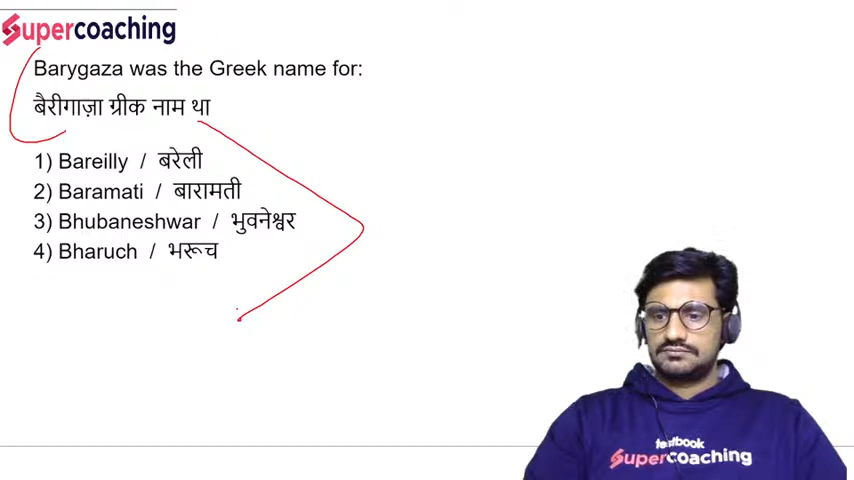 Supercoaching
Barygaza was the Greek name for:
बैरीगाज़ा ग्रीक नाम था
1) Bareilly / बरेली
2) Baramati / बारामती
3) Bhubaneshwar / भुवनेश्वर
4) Bharuch / भरूच
testbook
Supercoaching